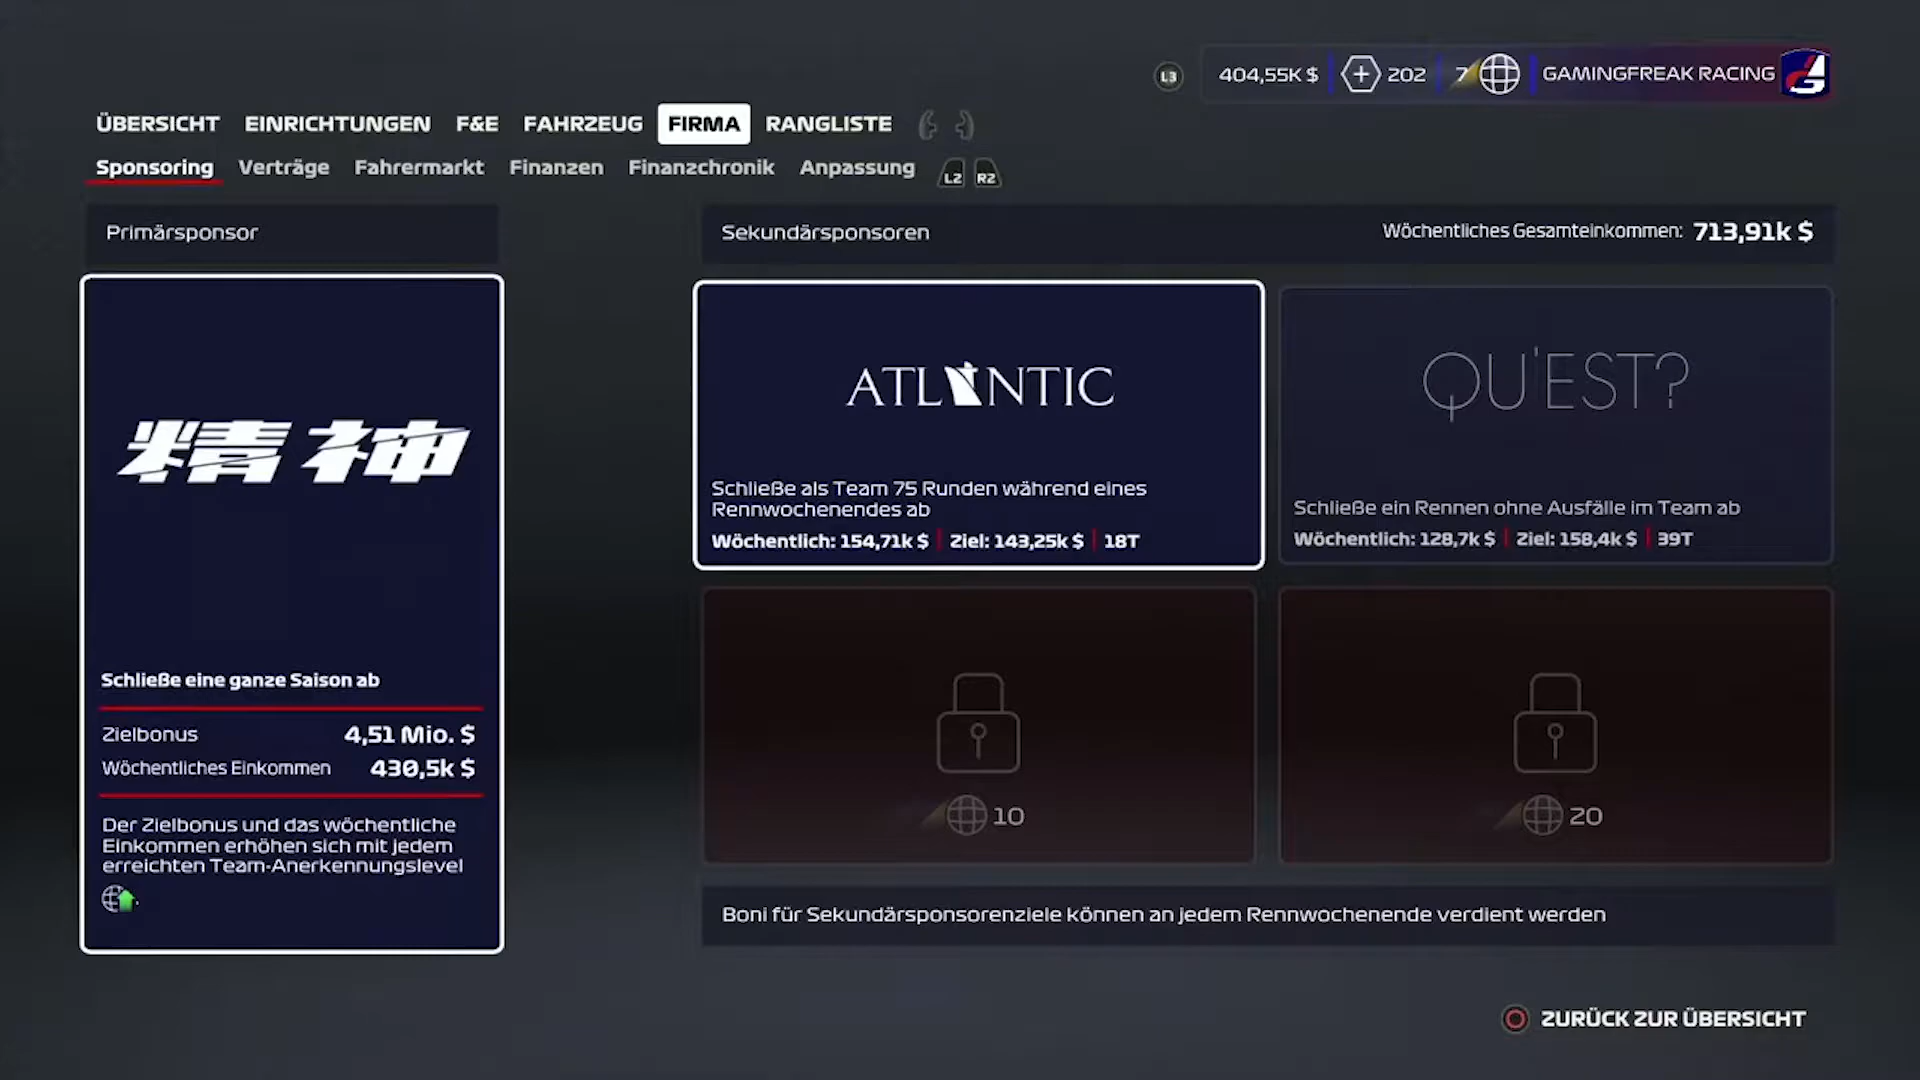 L3 404,55K $ 202 7 GAMINGFREAK RACING
ÜBERSICHT EINRICHTUNGEN F&E FAHRZEUG FIRMA RANGLISTE
Sponsoring Verträge Fahrermarkt Finanzen Finanzchronik Anpassung L2 R2
Primärsponsor
精神
Schließe eine ganze Saison ab
Zielbonus 4,51 Mio. $
Wöchentliches Einkommen 430,5k $
Der Zielbonus und das wöchentliche
Einkommen erhöhen sich mit jedem
erreichten Team-Anerkennungslevel
.
Sekundärsponsoren Wöchentliches Gesamteinkommen: 713,91k $
ATLANTIC
Schließe als Team 75 Runden während eines
Rennwochenendes ab
Wöchentlich: 154,71k $ Ziel: 143,25k $ 18T
QU'EST?
Schließe ein Rennen ohne Ausfälle im Team ab
Wöchentlich: 128,7k $ Ziel: 158,4k $ 39T
10
20
Boni für Sekundärsponsorenziele können an jedem Rennwochenende verdient werden
ZURÜCK ZUR ÜBERSICHT